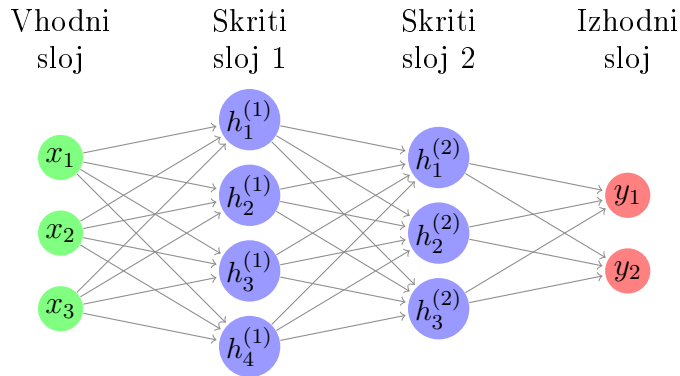 Vhodni
sloj
Skriti
sloj 1
Skriti
sloj 2
Izhodni
sloj
x₁
x₂
x₃
h₁⁽¹⁾
h₂⁽¹⁾
h₃⁽¹⁾
h₄⁽¹⁾
h₁⁽²⁾
h₂⁽²⁾
h₃⁽²⁾
y₁
y₂